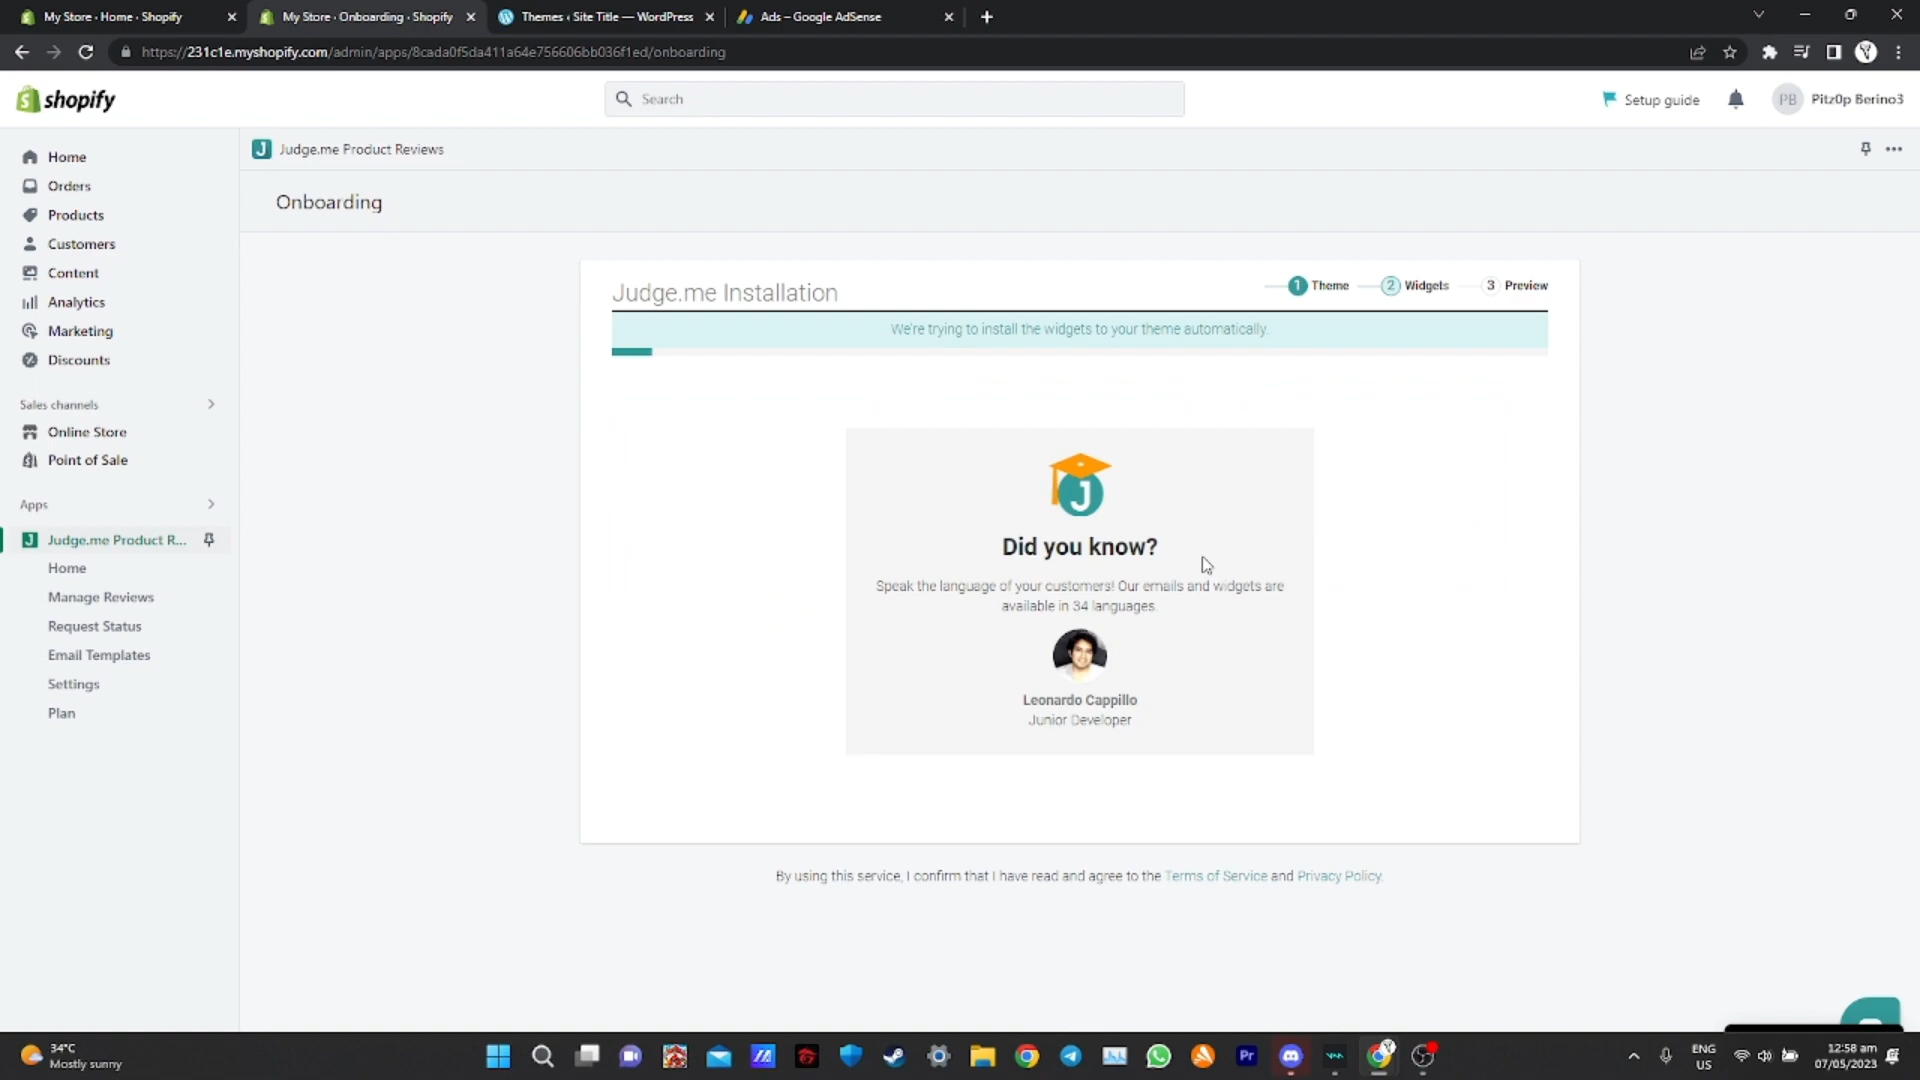 My Store · Home · Shopify
My Store · Onboarding · Shopify
Themes ‹ Site Title — WordPress
Ads – Google AdSense
https://231c1e.myshopify.com/admin/apps/8cada0f5da411a64e756606bb036f1ed/onboarding
shopify
Search
Setup guide
PB
Pitz0p Berino3
Home
Orders
Products
Customers
Content
Analytics
Marketing
Discounts
Sales channels
Online Store
Point of Sale
Apps
Judge.me Product R...
Home
Manage Reviews
Request Status
Email Templates
Settings
Plan
Judge.me Product Reviews
Onboarding
Judge.me Installation
1 Theme
2 Widgets
3 Preview
We're trying to install the widgets to your theme automatically.
Did you know?
Speak the language of your customers! Our emails and widgets are
available in 34 languages.
Leonardo Cappillo
Junior Developer
By using this service, I confirm that I have read and agree to the Terms of Service and Privacy Policy.
34°C
Mostly sunny
Pr
ENG
US
12:58 am
07/05/2023